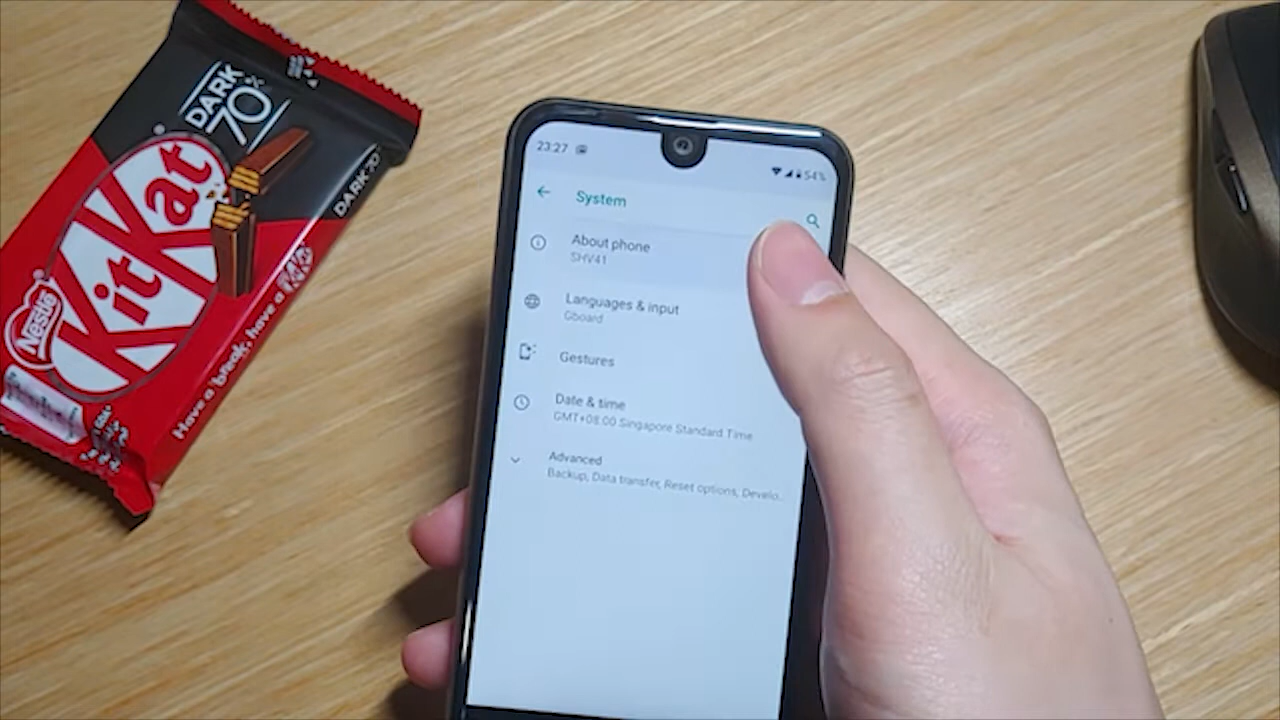 DARK
70%
DARK 70
KitKat
Nestlé
Have a break, have a
23:27
54%
System
About phone
SHV41
Languages & input
Gboard
Gestures
Date & time
GMT+08:00 Singapore Standard Time
Advanced
Backup, Data transfer, Reset options, Develo...